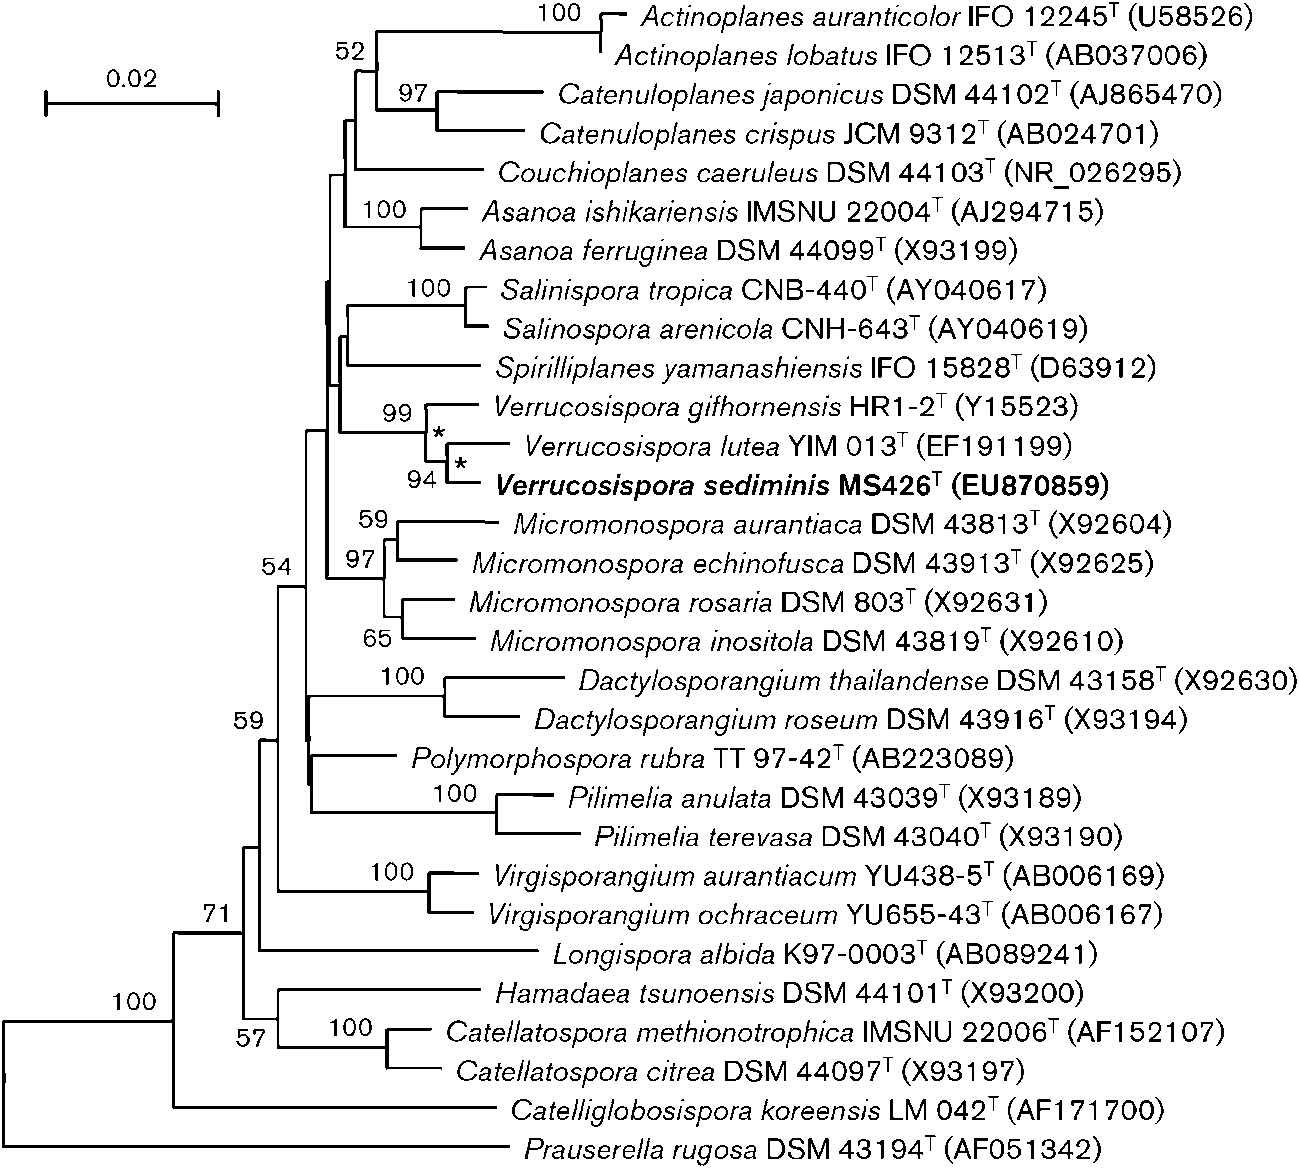 100
Actinoplanes auranticolor IFO 12245ᵀ (U58526)
52
Actinoplanes lobatus IFO 12513ᵀ (AB037006)
0.02
97
Catenuloplanes japonicus DSM 44102ᵀ (AJ865470)
Catenuloplanes crispus JCM 9312ᵀ (AB024701)
Couchioplanes caeruleus DSM 44103ᵀ (NR_026295)
100
Asanoa ishikariensis IMSNU 22004ᵀ (AJ294715)
Asanoa ferruginea DSM 44099ᵀ (X93199)
100
Salinispora tropica CNB-440ᵀ (AY040617)
Salinospora arenicola CNH-643ᵀ (AY040619)
Spirilliplanes yamanashiensis IFO 15828ᵀ (D63912)
99
Verrucosispora gifhornensis HR1-2ᵀ (Y15523)
*
Verrucosispora lutea YIM 013ᵀ (EF191199)
*
94
Verrucosispora sediminis MS426ᵀ (EU870859)
59
Micromonospora aurantiaca DSM 43813ᵀ (X92604)
97
Micromonospora echinofusca DSM 43913ᵀ (X92625)
54
Micromonospora rosaria DSM 803ᵀ (X92631)
65
Micromonospora inositola DSM 43819ᵀ (X92610)
100
Dactylosporangium thailandense DSM 43158ᵀ (X92630)
59
Dactylosporangium roseum DSM 43916ᵀ (X93194)
Polymorphospora rubra TT 97-42ᵀ (AB223089)
100
Pilimelia anulata DSM 43039ᵀ (X93189)
Pilimelia terevasa DSM 43040ᵀ (X93190)
100
Virgisporangium aurantiacum YU438-5ᵀ (AB006169)
71
Virgisporangium ochraceum YU655-43ᵀ (AB006167)
Longispora albida K97-0003ᵀ (AB089241)
100
Hamadaea tsunoensis DSM 44101ᵀ (X93200)
57
100
Catellatospora methionotrophica IMSNU 22006ᵀ (AF152107)
Catellatospora citrea DSM 44097ᵀ (X93197)
Catelliglobosispora koreensis LM 042ᵀ (AF171700)
Prauserella rugosa DSM 43194ᵀ (AF051342)